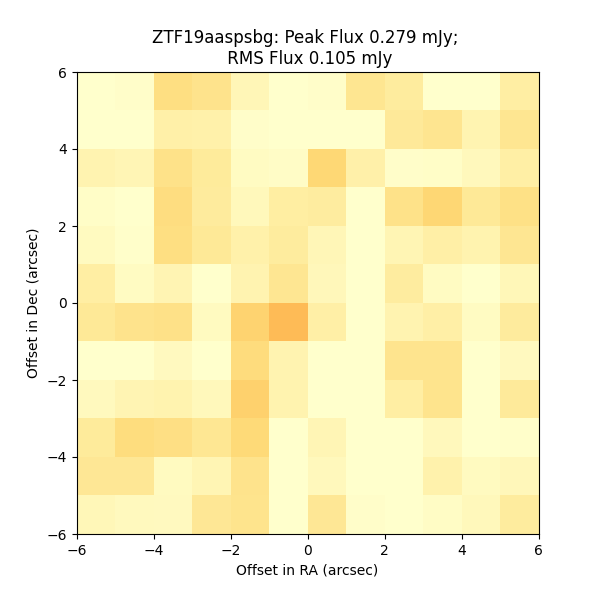 ZTF19aaspsbg: Peak Flux 0.279 mJy;
RMS Flux 0.105 mJy
6
4
2
0
−2
−4
−6
Offset in Dec (arcsec)
−6 −4 −2 0 2 4 6
Offset in RA (arcsec)